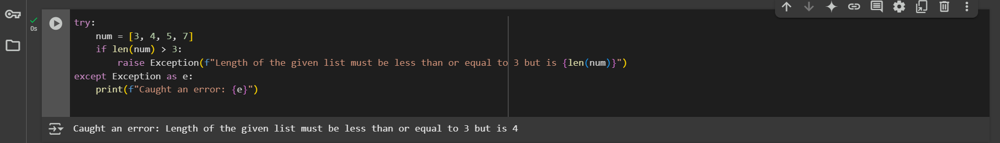 try:
    num = [3, 4, 5, 7]
    if len(num) > 3:
        raise Exception(f"Length of the given list must be less than or equal to 3 but is {len(num)}")
except Exception as e:
    print(f"Caught an error: {e}")
0s
Caught an error: Length of the given list must be less than or equal to 3 but is 4